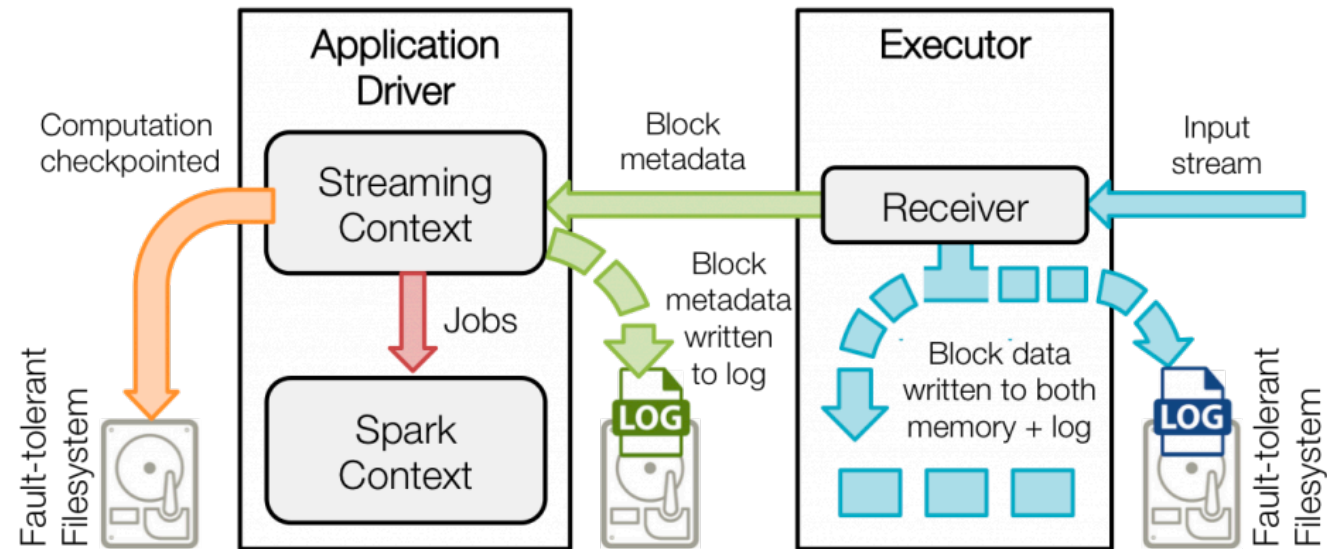 Application
Driver
Executor
Computation
checkpointed
Block
metadata
Input
stream
Streaming
Context
Receiver
Block
metadata
written
to log
Jobs
Block data
written to both
memory + log
Spark
Context
LOG
LOG
Fault-tolerant
Filesystem
Fault-tolerant
Filesystem